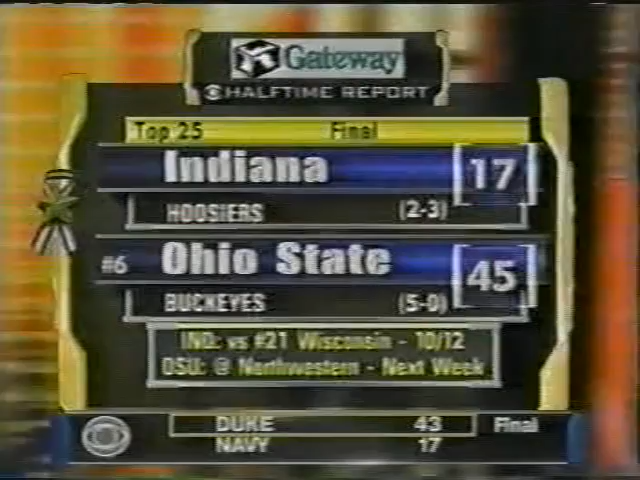 Gateway
HALFTIME REPORT
Top 25 Final
Indiana 17
HOOSIERS (2-3)
#6 Ohio State 45
BUCKEYES (5-0)
IND: vs #21 Wisconsin - 10/12
OSU: @ Northwestern - Next Week
DUKE 43 Final
NAVY 17